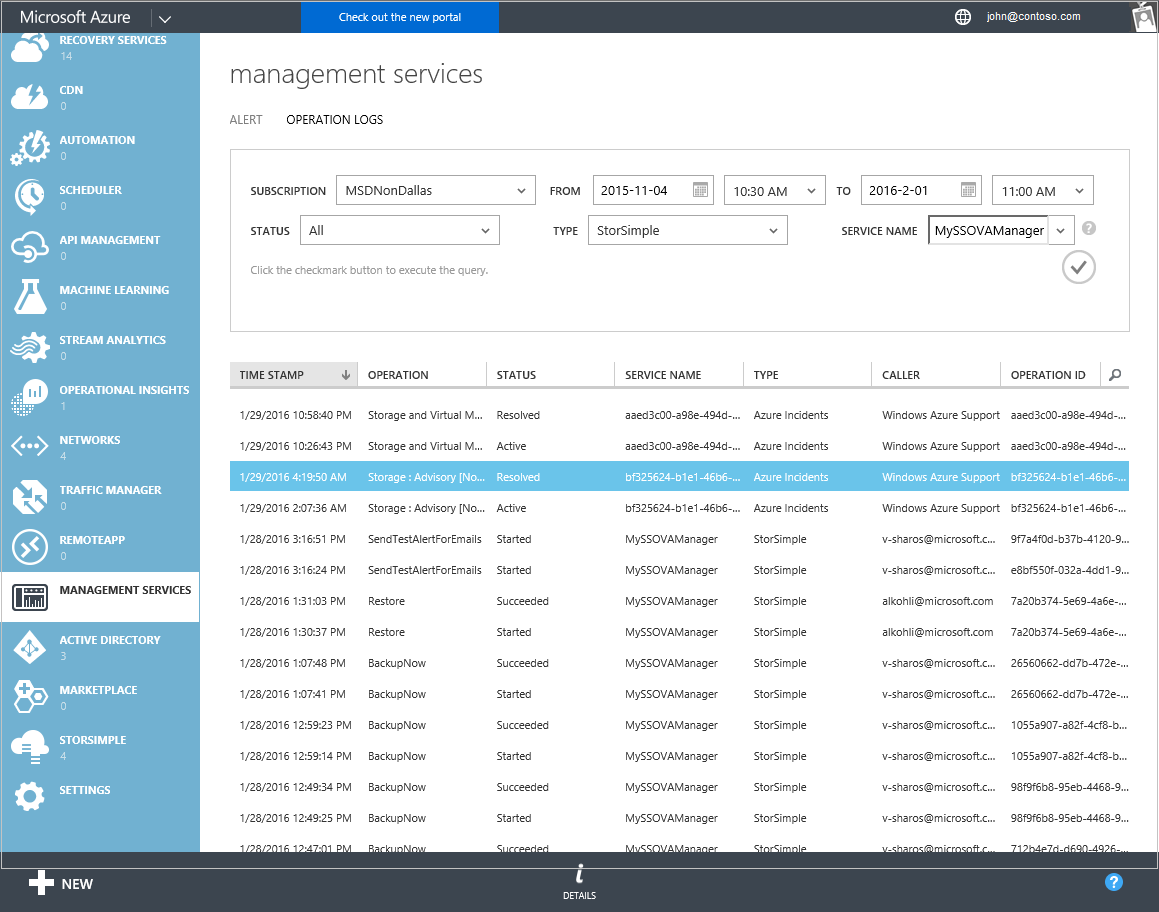 Microsoft Azure
Check out the new portal
john@contoso.com
RECOVERY SERVICES
14
CDN
0
AUTOMATION
0
SCHEDULER
0
API MANAGEMENT
0
MACHINE LEARNING
0
STREAM ANALYTICS
0
OPERATIONAL INSIGHTS
1
NETWORKS
4
TRAFFIC MANAGER
0
REMOTEAPP
0
MANAGEMENT SERVICES
ACTIVE DIRECTORY
3
MARKETPLACE
0
STORSIMPLE
4
SETTINGS
management services
ALERT OPERATION LOGS
SUBSCRIPTION MSDNonDallas FROM 2015-11-04 10:30 AM TO 2016-2-01 11:00 AM
STATUS All TYPE StorSimple SERVICE NAME MySSOVAManager ?
Click the checkmark button to execute the query.
TIME STAMP OPERATION STATUS SERVICE NAME TYPE CALLER OPERATION ID
1/29/2016 10:58:40 PM Storage and Virtual M... Resolved aaed3c00-a98e-494d-... Azure Incidents Windows Azure Support aaed3c00-a98e-494d-...
1/29/2016 10:26:43 PM Storage and Virtual M... Active aaed3c00-a98e-494d-... Azure Incidents Windows Azure Support aaed3c00-a98e-494d-...
1/29/2016 4:19:50 AM Storage : Advisory [No... Resolved bf325624-b1e1-46b6-... Azure Incidents Windows Azure Support bf325624-b1e1-46b6-...
1/29/2016 2:07:36 AM Storage : Advisory [No... Active bf325624-b1e1-46b6-... Azure Incidents Windows Azure Support bf325624-b1e1-46b6-...
1/28/2016 3:16:51 PM SendTestAlertForEmails Started MySSOVAManager StorSimple v-sharos@microsoft.c... 9f7a4f0d-b37b-4120-9...
1/28/2016 3:16:24 PM SendTestAlertForEmails Started MySSOVAManager StorSimple v-sharos@microsoft.c... e8bf550f-032a-4dd1-9...
1/28/2016 1:31:03 PM Restore Succeeded MySSOVAManager StorSimple alkohli@microsoft.com 7a20b374-5e69-4a6e-...
1/28/2016 1:30:37 PM Restore Started MySSOVAManager StorSimple alkohli@microsoft.com 7a20b374-5e69-4a6e-...
1/28/2016 1:07:48 PM BackupNow Succeeded MySSOVAManager StorSimple v-sharos@microsoft.c... 26560662-dd7b-472e-...
1/28/2016 1:07:41 PM BackupNow Started MySSOVAManager StorSimple v-sharos@microsoft.c... 26560662-dd7b-472e-...
1/28/2016 12:59:23 PM BackupNow Succeeded MySSOVAManager StorSimple v-sharos@microsoft.c... 1055a907-a82f-4cf8-b...
1/28/2016 12:59:14 PM BackupNow Started MySSOVAManager StorSimple v-sharos@microsoft.c... 1055a907-a82f-4cf8-b...
1/28/2016 12:49:34 PM BackupNow Succeeded MySSOVAManager StorSimple v-sharos@microsoft.c... 98f9f6b8-95eb-4468-9...
1/28/2016 12:49:25 PM BackupNow Started MySSOVAManager StorSimple v-sharos@microsoft.c... 98f9f6b8-95eb-4468-9...
1/28/2016 12:47:01 PM BackupNow Succeeded MySSOVAManager StorSimple v-sharos@microsoft.c... 712b4e7d-d690-4926-...
NEW
i
DETAILS
?